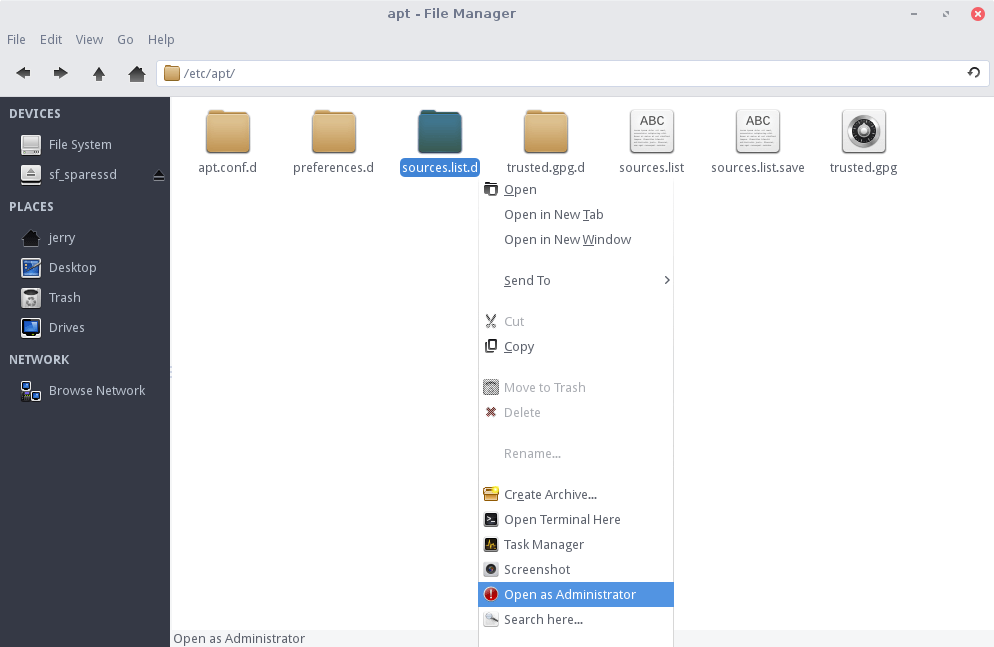 apt - File Manager
File Edit View Go Help
/etc/apt/
DEVICES
File System
sf_sparessd
PLACES
jerry
Desktop
Trash
Drives
NETWORK
Browse Network
ABC ABC
apt.conf.d preferences.d sources.list.d trusted.gpg.d sources.list sources.list.save trusted.gpg
Open
Open in New Tab
Open in New Window
Send To
Cut
Copy
Move to Trash
Delete
Rename...
Create Archive...
Open Terminal Here
Task Manager
Screenshot
Open as Administrator
Search here...
Open as Administrator